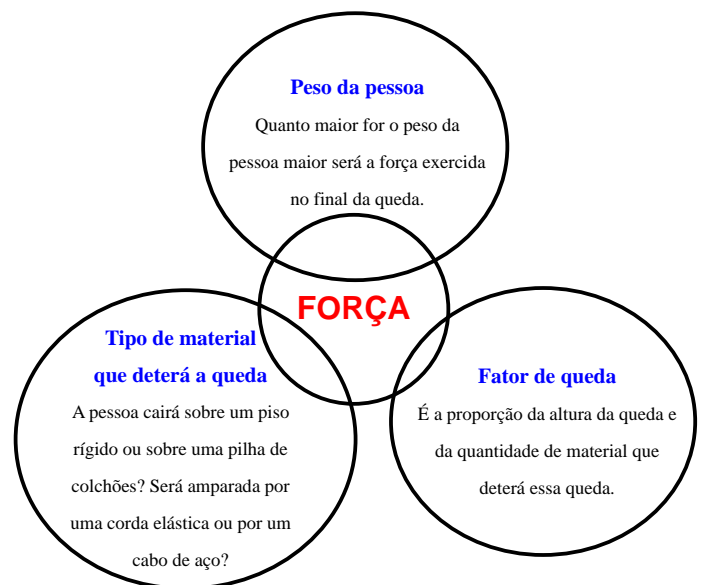 Peso da pessoa
Quanto maior for o peso da
pessoa maior será a força exercida
no final da queda.
FORÇA
Tipo de material
que deterá a queda
A pessoa cairá sobre um piso
rígido ou sobre uma pilha de
colchões? Será amparada por
uma corda elástica ou por um
cabo de aço?
Fator de queda
É a proporção da altura da queda e
da quantidade de material que
deterá essa queda.